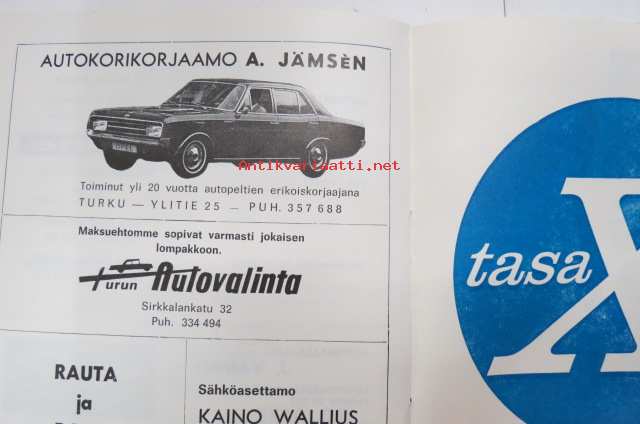 AUTOKORIKORJAAMO A. JÄMSÈN
OPEL
Antikvariaatti.net
Toiminut yli 20 vuotta autopeltien erikoiskorjaajana
TURKU — YLITIE 25 — PUH. 357 688
Maksuehtomme sopivat varmasti jokaisen
lompakkoon.
turun Autovalinta
Sirkkalankatu 32
Puh. 334 494
RAUTA
ja
Sähköasettamo
KAINO WALLIUS
tasa
X